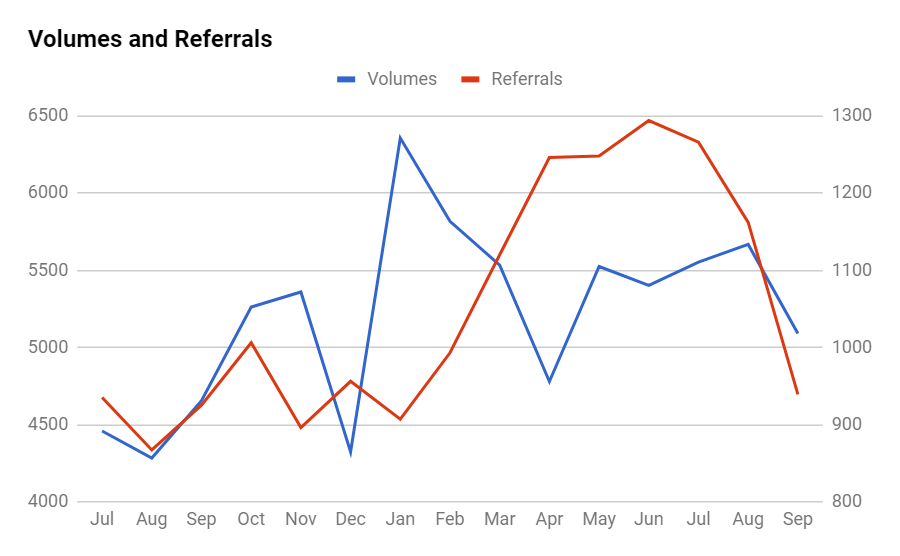 Volumes and Referrals
Volumes Referrals
6500 1300
6000 1200
5500 1100
5000 1000
4500 900
4000 800
Jul Aug Sep Oct Nov Dec Jan Feb Mar Apr May Jun Jul Aug Sep